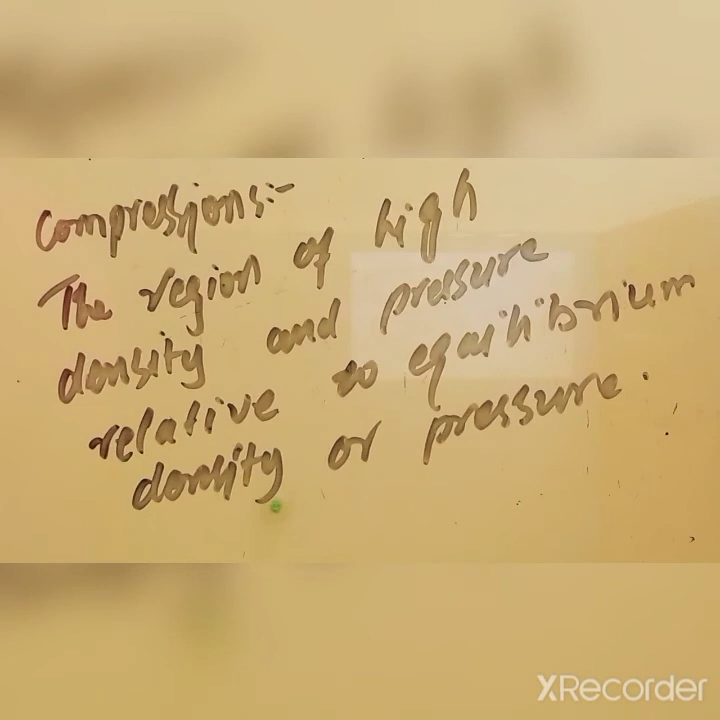 Compressions:-
The region of high
density and pressure
relative to equilibrium
density or pressure.
XRecorder